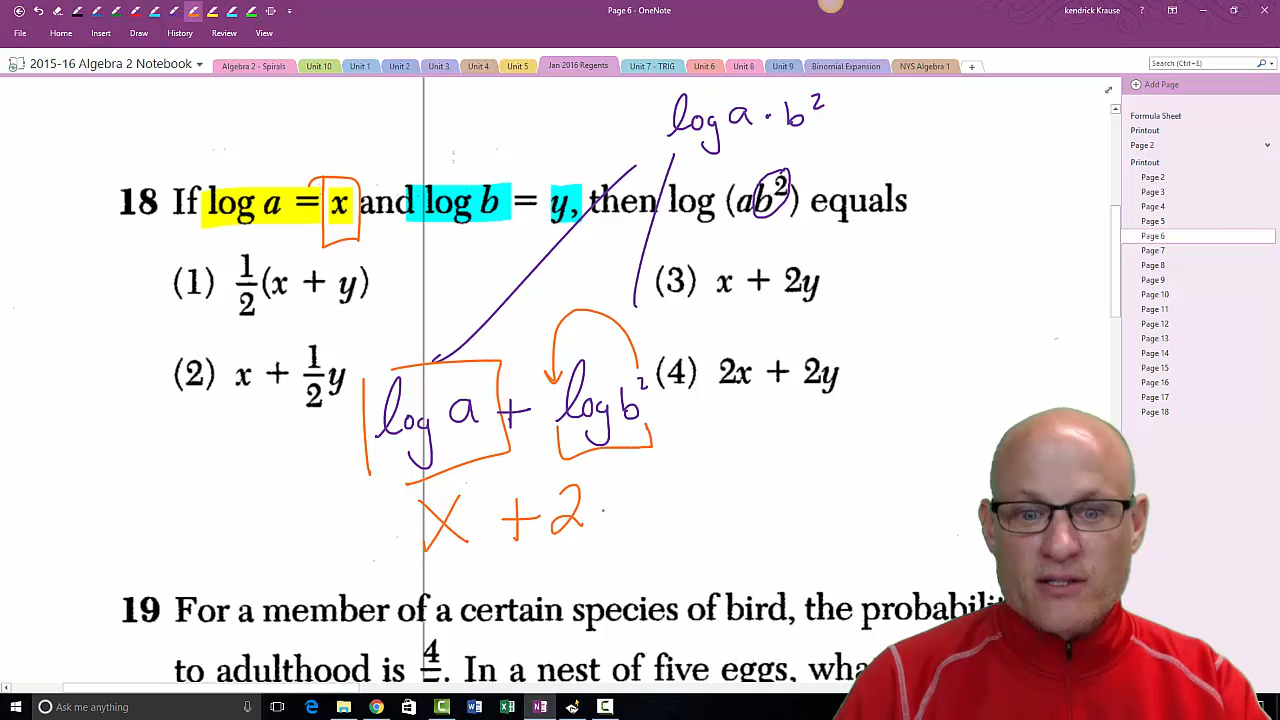 Page 6 - OneNote
kendrick Krause
File Home Insert Draw History Review View
2015-16 Algebra 2 Notebook
Algebra 2 - Spirals Unit 10 Unit 1 Unit 2 Unit 3 Unit 4 Unit 5 Jan 2016 Regents Unit 7 - TRIG Unit 6 Unit 8 Unit 9 Binomial Expansion NYS Algebra 1
Search (Ctrl+E)
Add Page
Formula Sheet
Printout
Page 2
Printout
Page 2
Page 3
Page 4
Page 5
Page 6
Page 7
Page 8
Page 9
Page 10
Page 11
Page 12
Page 13
Page 14
Page 15
Page 16
Page 17
Page 18
log a · b²
18 If log a = x and log b = y, then log (ab²) equals
(1) 1/2(x + y)
(3) x + 2y
(2) x + 1/2y
(4) 2x + 2y
log a + log b²
x + 2
19 For a member of a certain species of bird, the
to adulthood is 4 . In a nest of five eggs,
Ask me anything